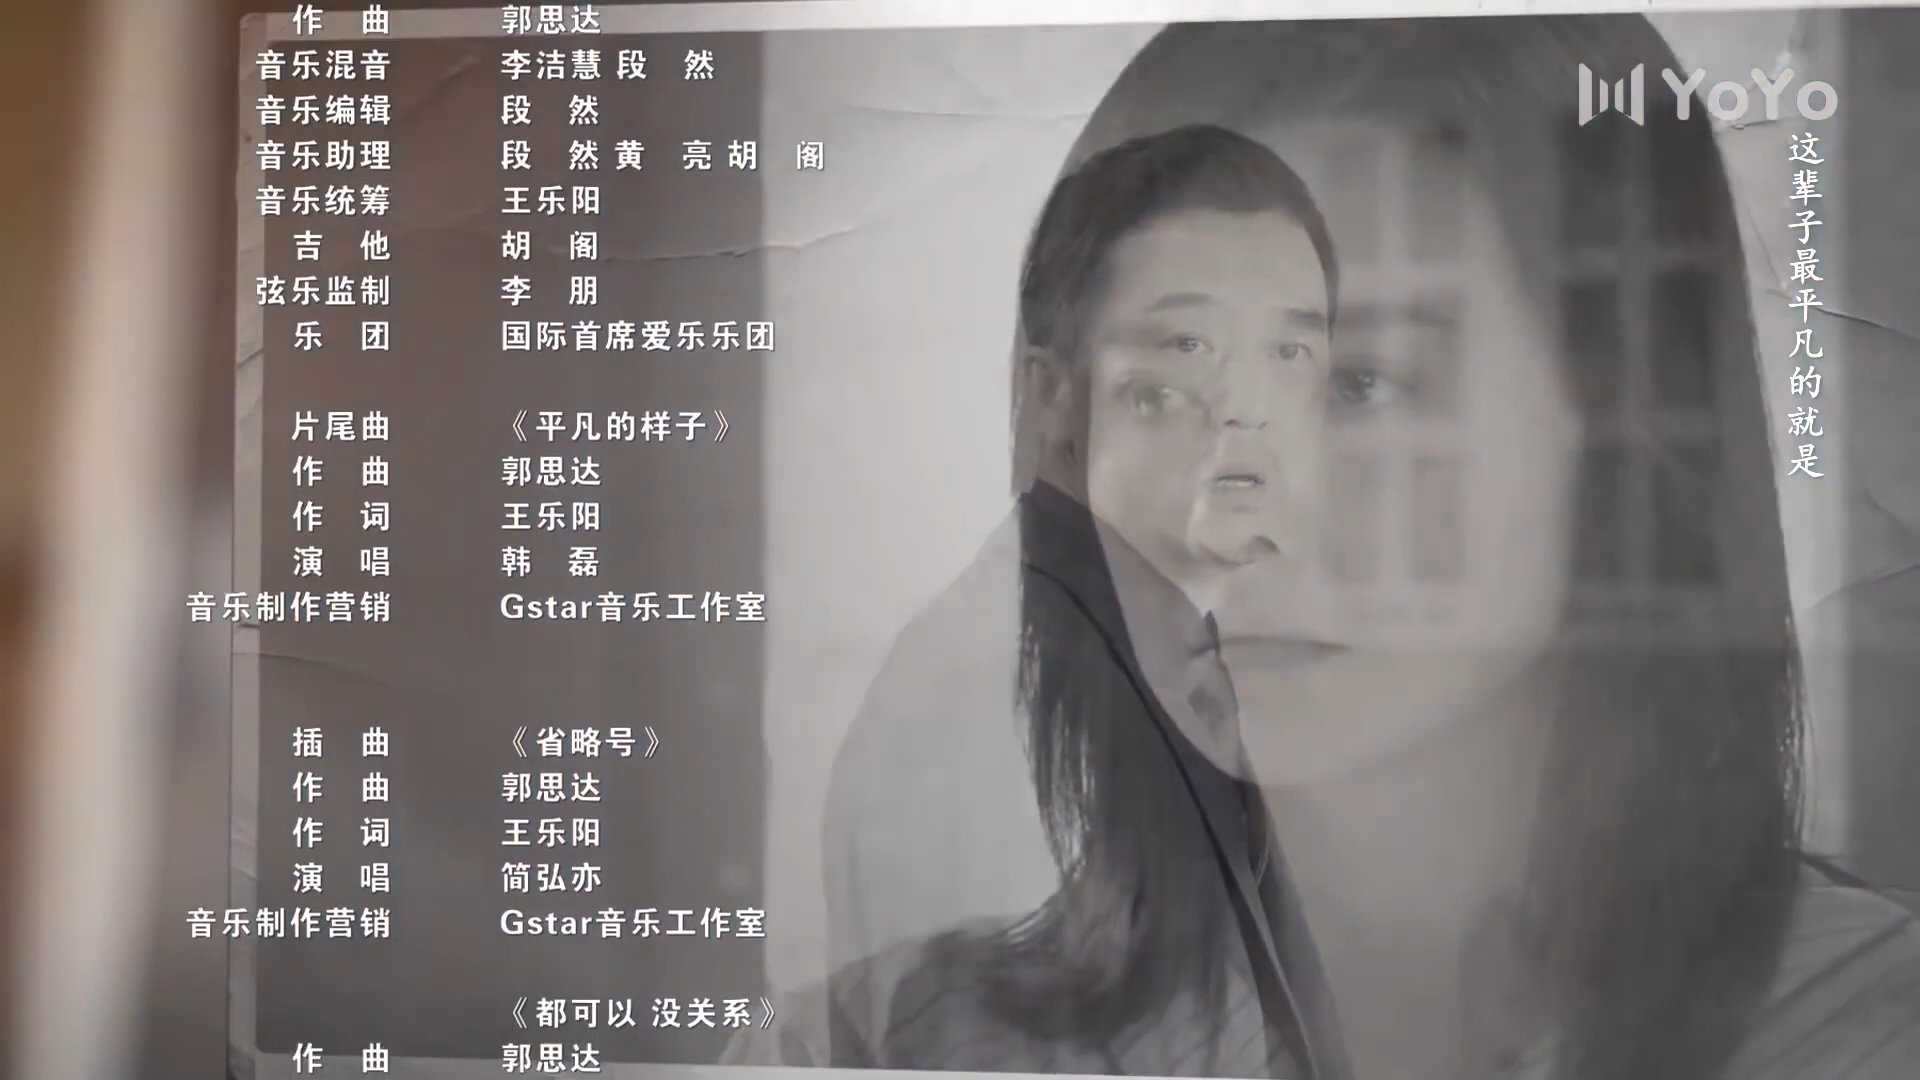 作 曲 郭思达
音乐混音 李洁慧 段 然
音乐编辑 段 然
音乐助理 段 然 黄 亮 胡 阁
音乐统筹 王乐阳
吉 他 胡 阁
弦乐监制 李 朋
乐 团 国际首席爱乐乐团
片尾曲 《平凡的样子》
作 曲 郭思达
作 词 王乐阳
演 唱 韩 磊
音乐制作营销 Gstar音乐工作室
插 曲 《省略号》
作 曲 郭思达
作 词 王乐阳
演 唱 简弘亦
音乐制作营销 Gstar音乐工作室
《都可以 没关系》
作 曲 郭思达
YoYo
这辈子最平凡的就是